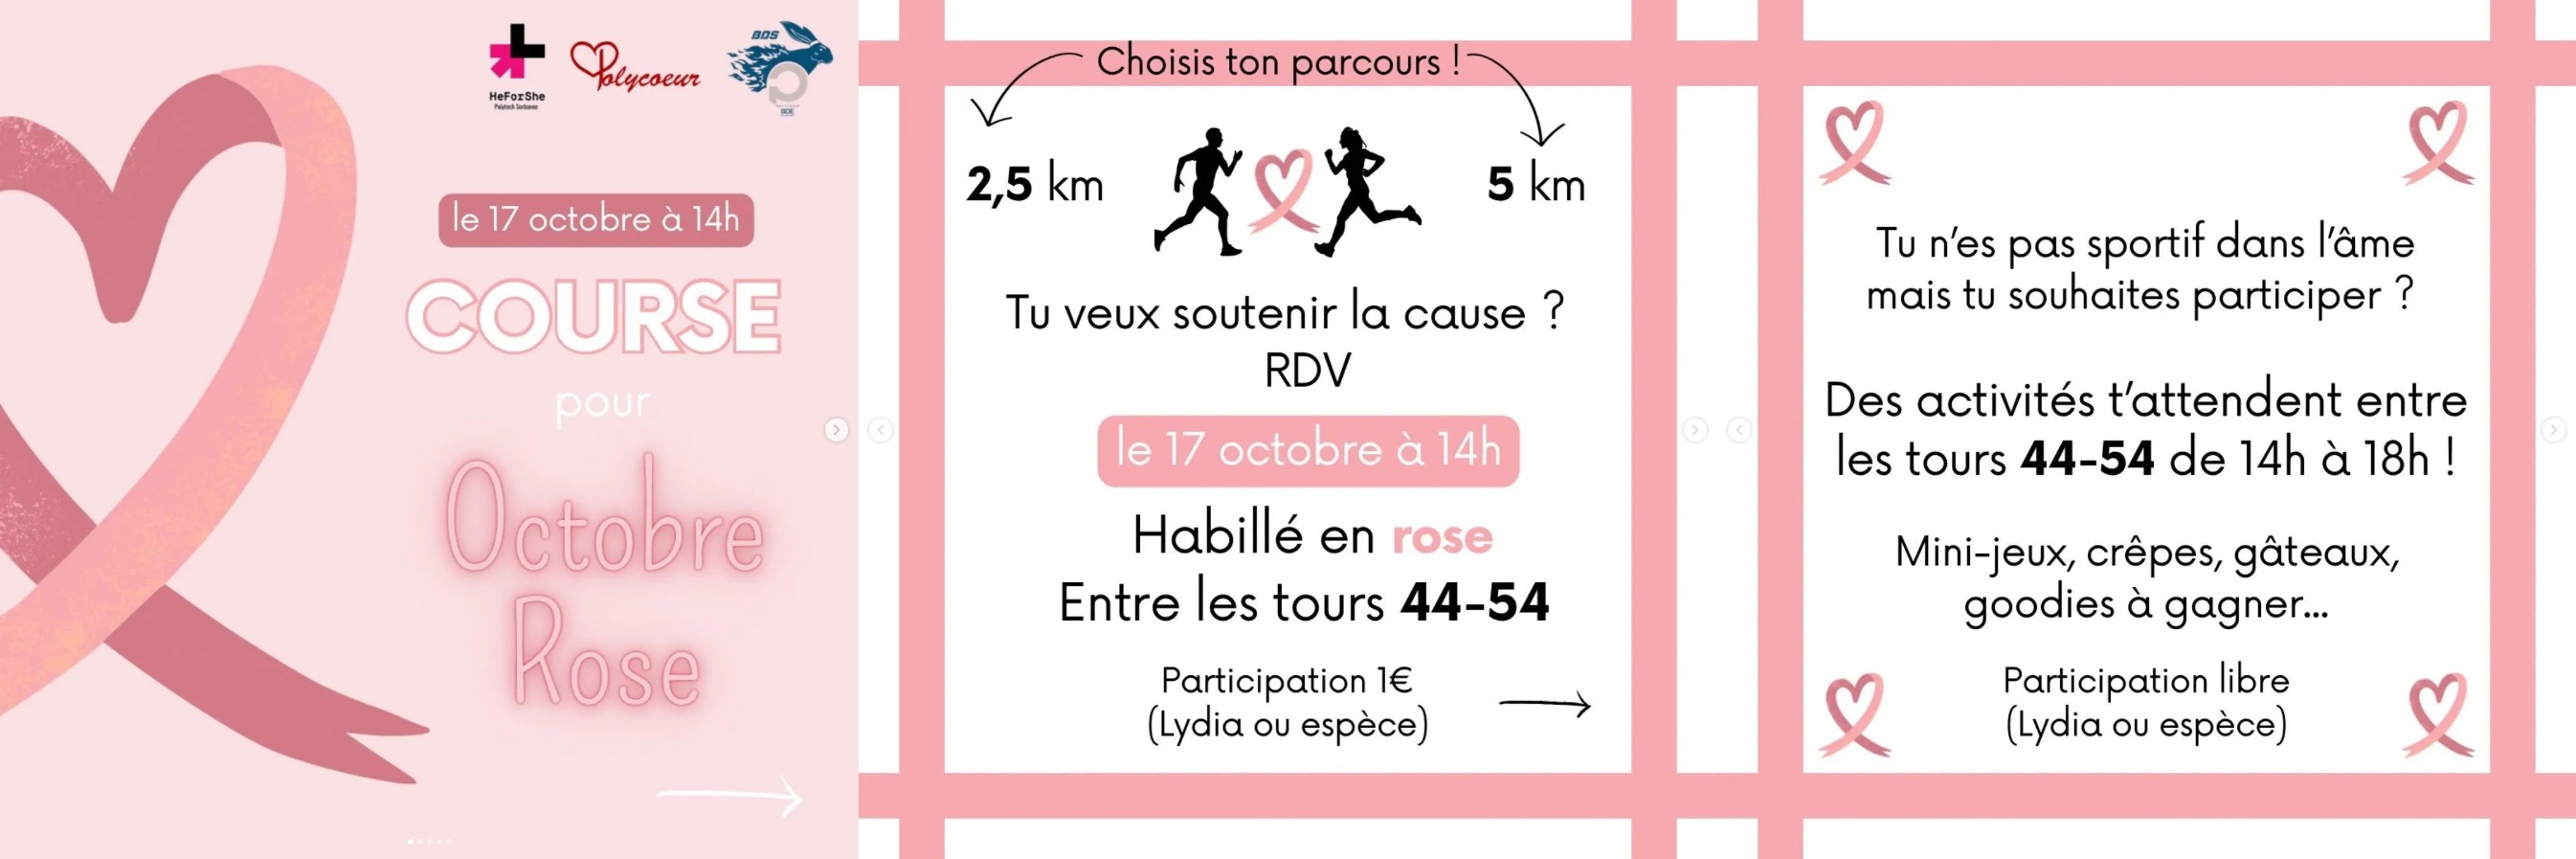 HeForShe
Polytech Sorbonne
Polycoeur
BDS
le 17 octobre à 14h
COURSE
pour
Octobre
Rose
Choisis ton parcours !
2,5 km
5 km
Tu veux soutenir la cause ?
RDV
le 17 octobre à 14h
Habillé en rose
Entre les tours 44-54
Participation 1€
(Lydia ou espèce)
Tu n'es pas sportif dans l'âme
mais tu souhaites participer ?
Des activités t'attendent entre
les tours 44-54 de 14h à 18h !
Mini-jeux, crêpes, gâteaux,
goodies à gagner...
Participation libre
(Lydia ou espèce)